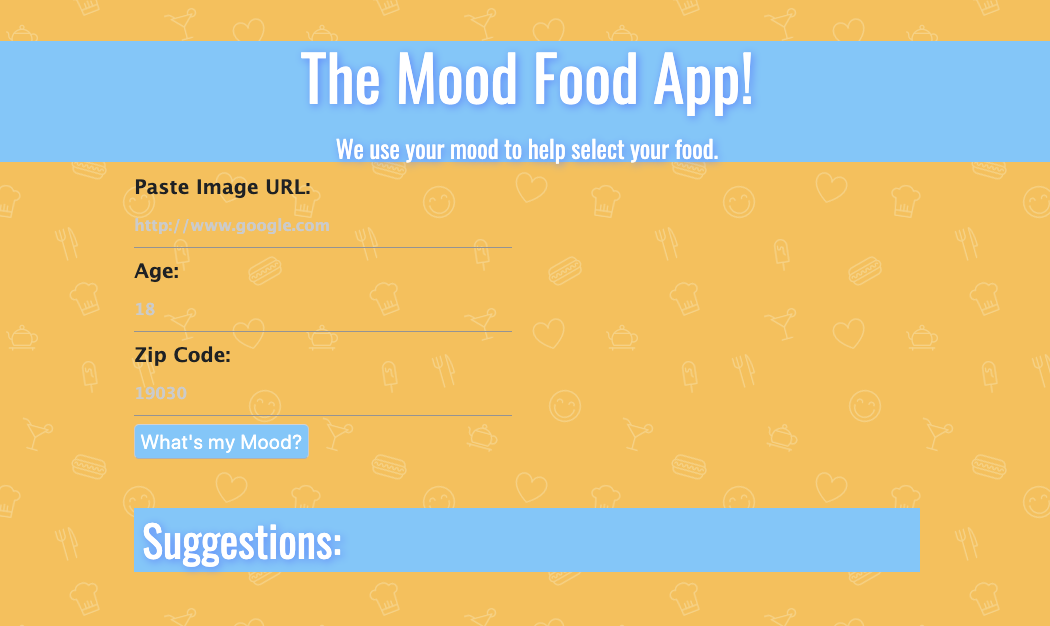 The Mood Food App!
We use your mood to help select your food.
Paste Image URL:
http://www.google.com
Age:
18
Zip Code:
19030
What's my Mood?
Suggestions: